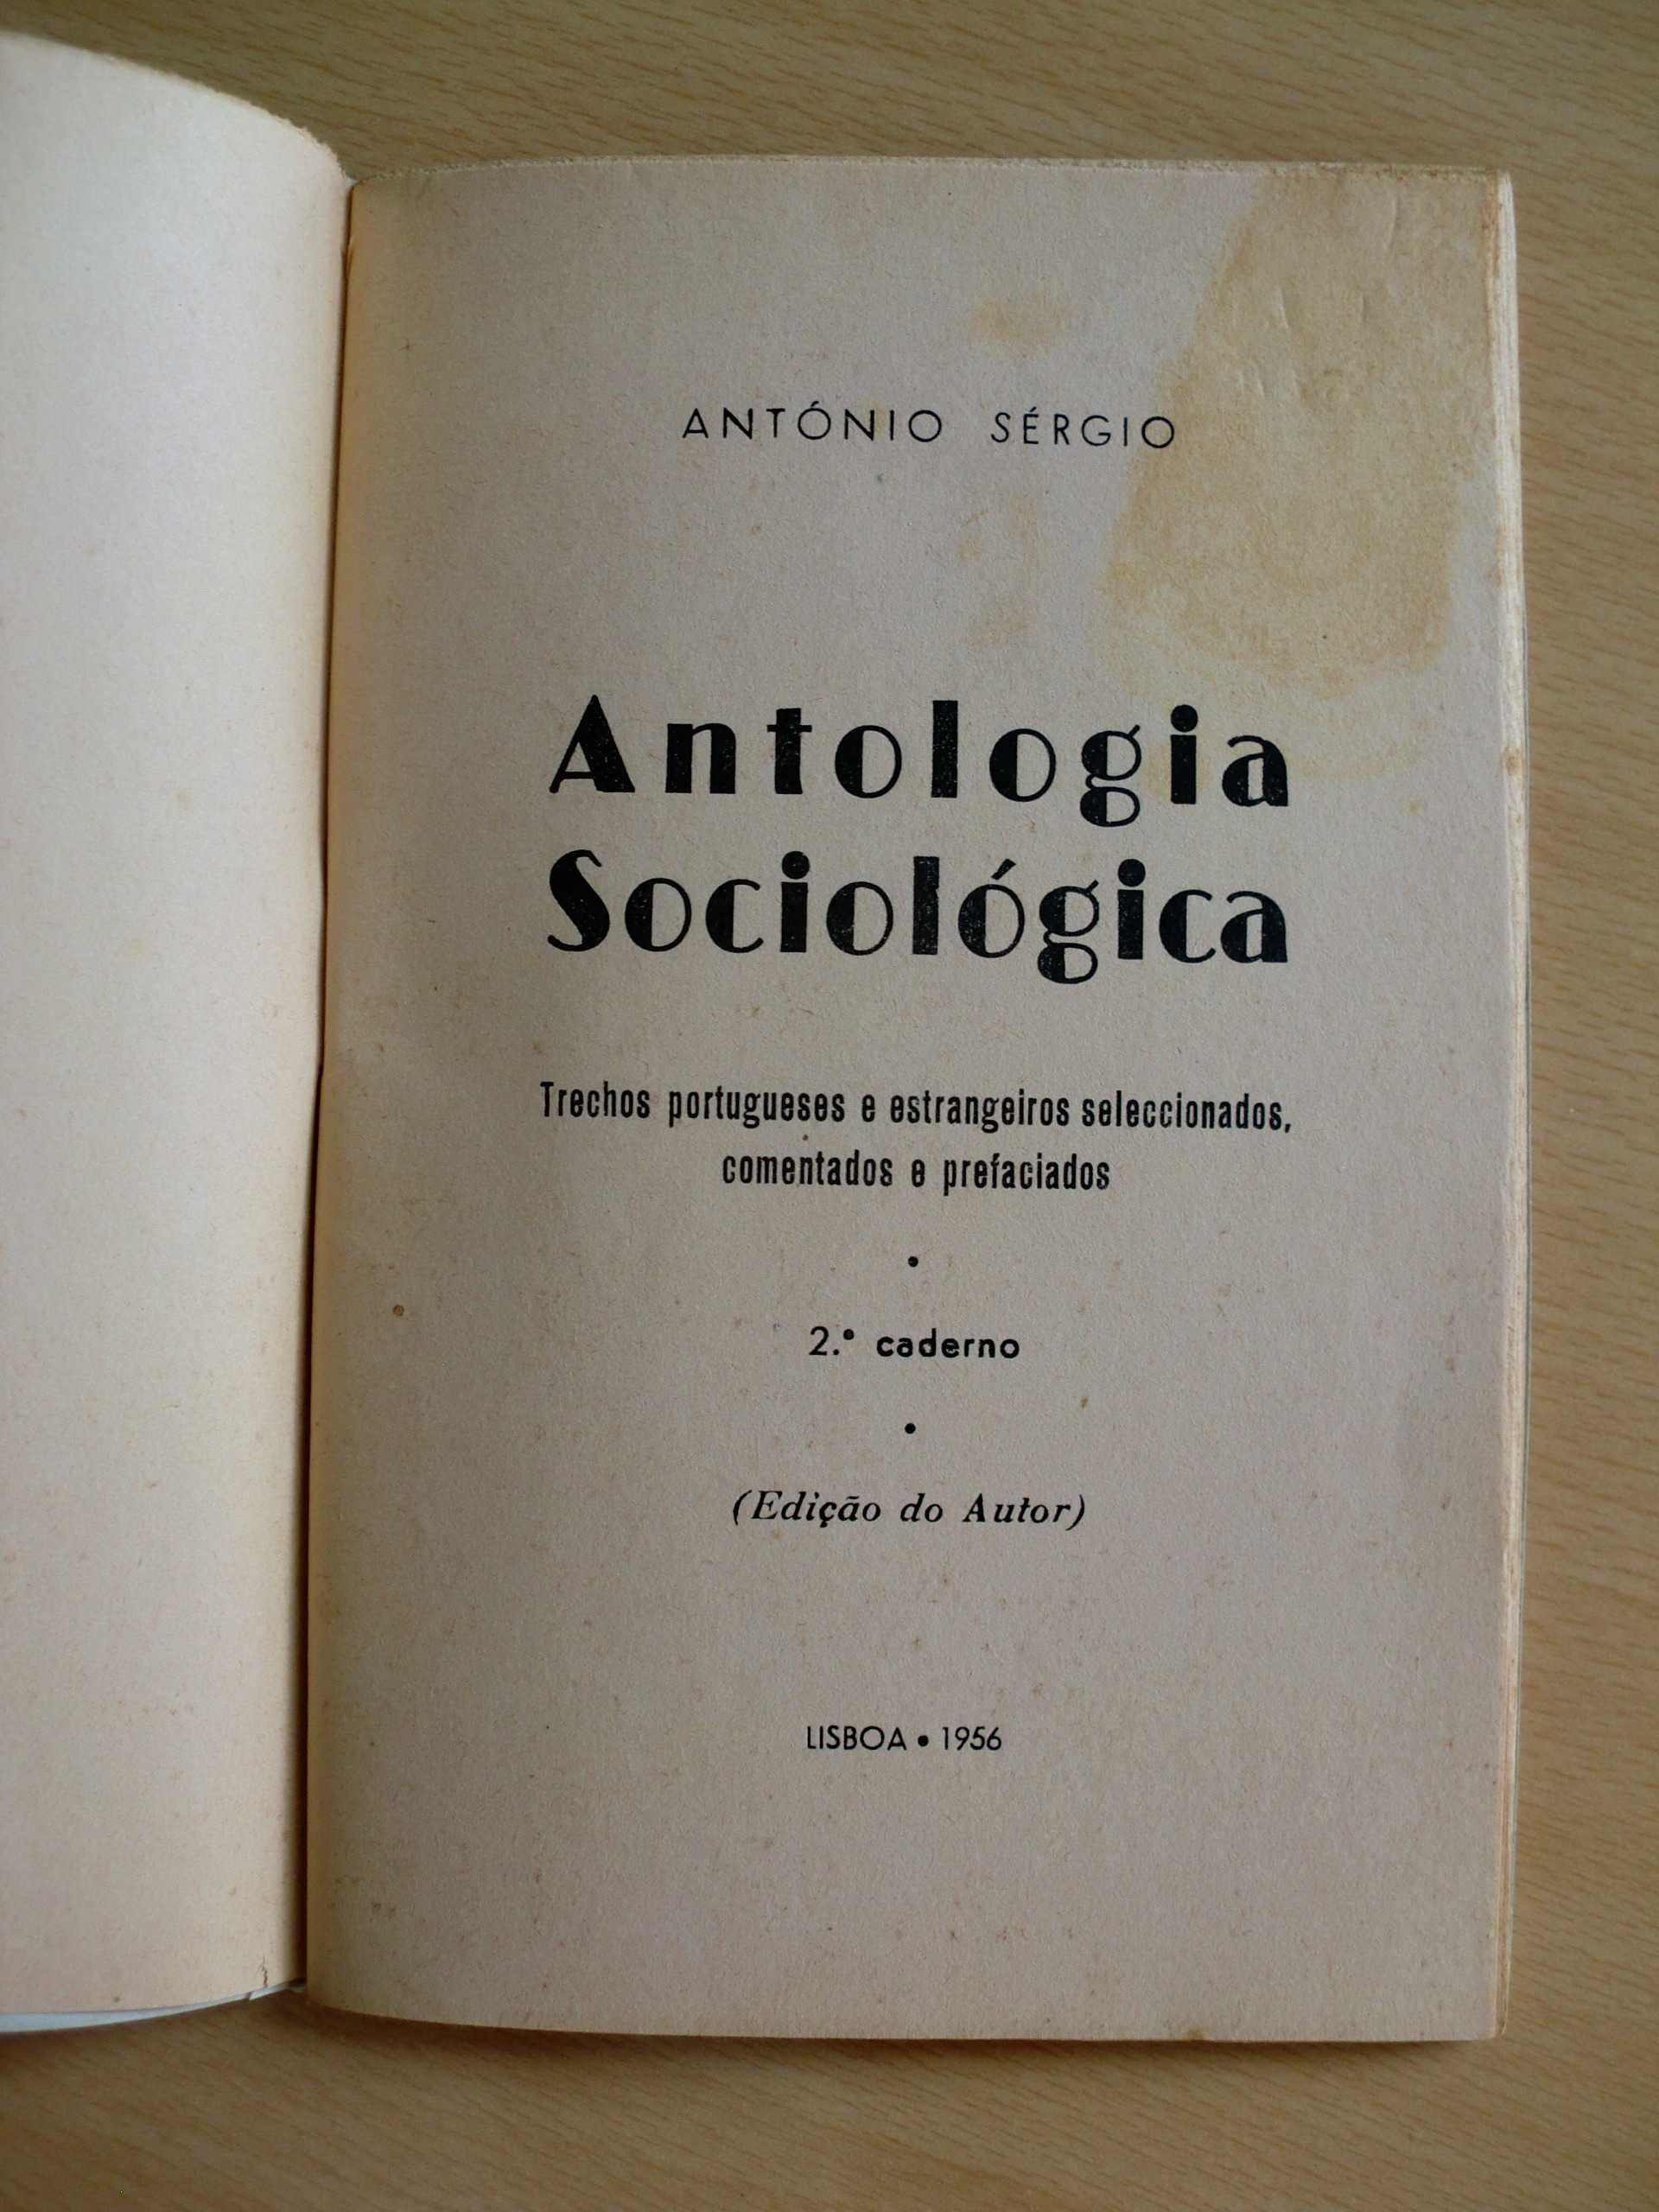 ANTÓNIO SÉRGIO
Antologia
Sociológica
Trechos portugueses e estrangeiros seleccionados,
comentados e prefaciados
•
2.º caderno
•
(Edição do Autor)
LISBOA • 1956